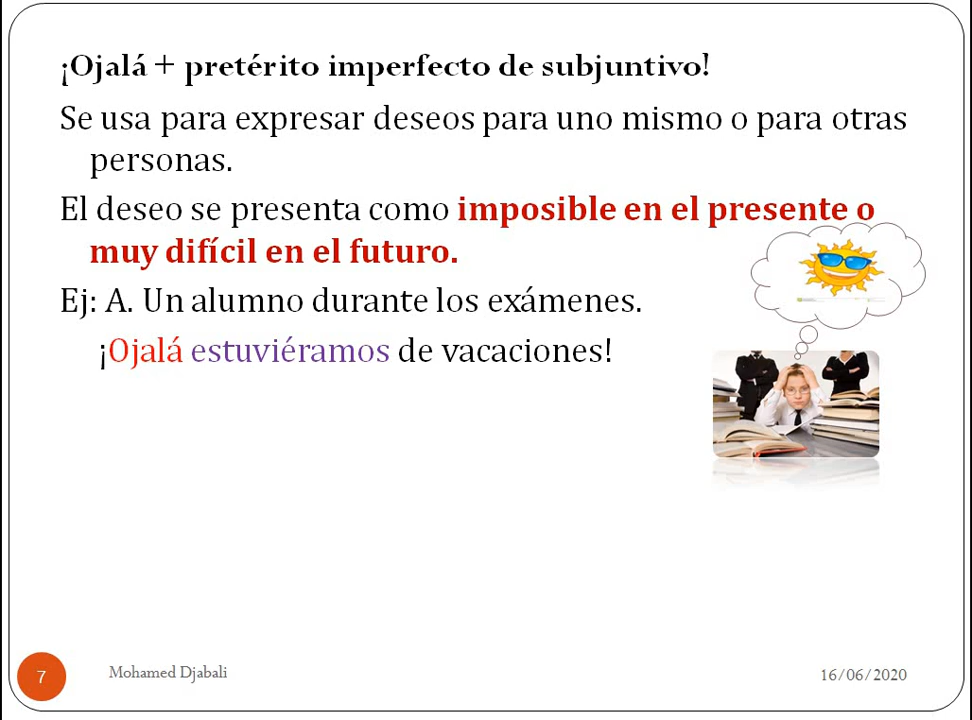 ¡Ojalá + pretérito imperfecto de subjuntivo!
Se usa para expresar deseos para uno mismo o para otras
personas.
El deseo se presenta como imposible en el presente o
muy difícil en el futuro.
Ej: A. Un alumno durante los exámenes.
¡Ojalá estuviéramos de vacaciones!
7
Mohamed Djabali
16/06/2020